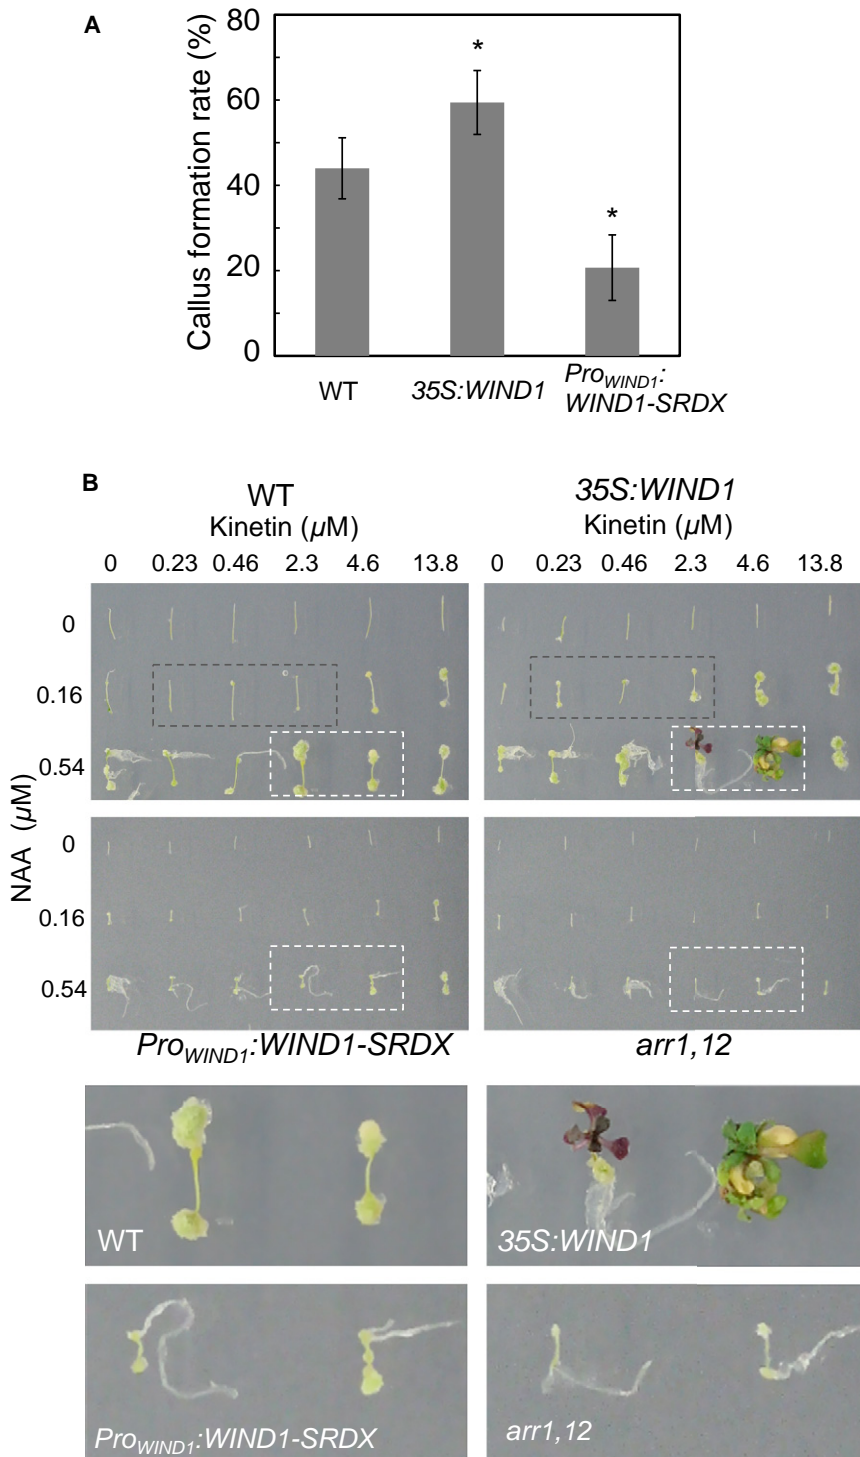 A
Callus formation rate (%)
80
60
40
20
0
*
*
WT
35S:WIND1
ProWIND1:
WIND1-SRDX
B
WT
35S:WIND1
Kinetin (µM)
Kinetin (µM)
0 0.23 0.46 2.3 4.6 13.8
0 0.23 0.46 2.3 4.6 13.8
NAA (µM)
0
0.16
0.54
0
0.16
0.54
ProWIND1:WIND1-SRDX
arr1,12
WT
35S:WIND1
ProWIND1:WIND1-SRDX
arr1,12